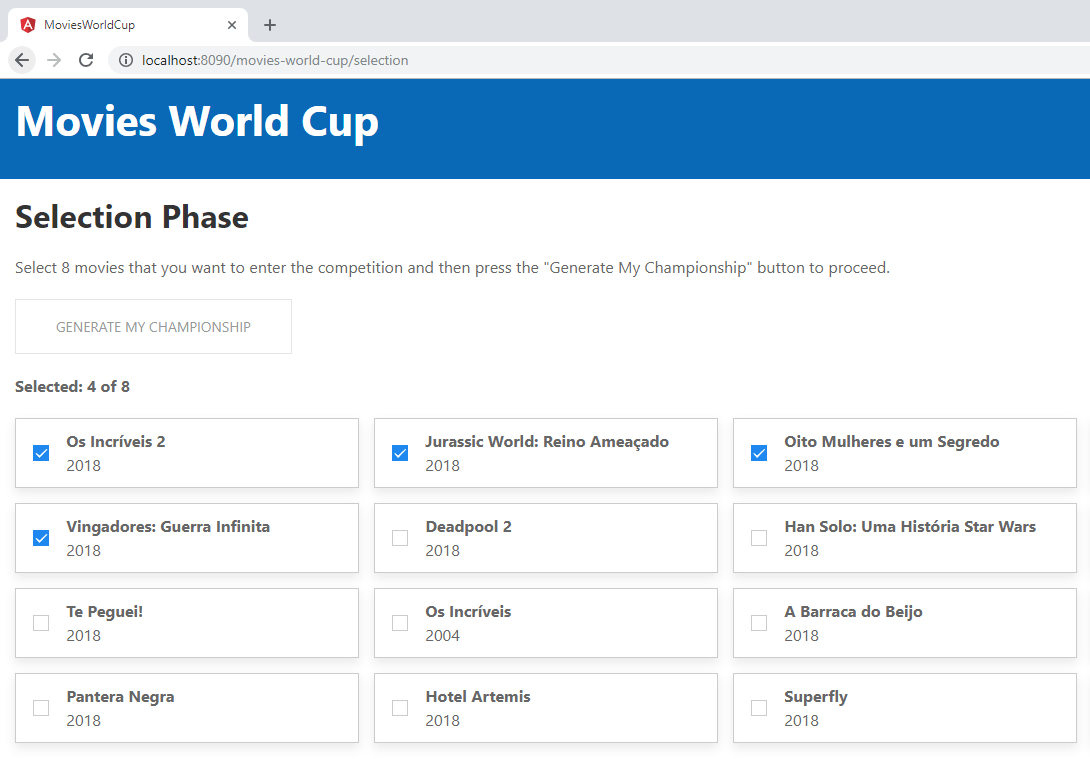 MoviesWorldCup
localhost:8090/movies-world-cup/selection
Movies World Cup
Selection Phase
Select 8 movies that you want to enter the competition and then press the "Generate My Championship" button to proceed.
GENERATE MY CHAMPIONSHIP
Selected: 4 of 8
Os Incríveis 2
2018
Jurassic World: Reino Ameaçado
2018
Oito Mulheres e um Segredo
2018
Vingadores: Guerra Infinita
2018
Deadpool 2
2018
Han Solo: Uma História Star Wars
2018
Te Peguei!
2018
Os Incríveis
2004
A Barraca do Beijo
2018
Pantera Negra
2018
Hotel Artemis
2018
Superfly
2018